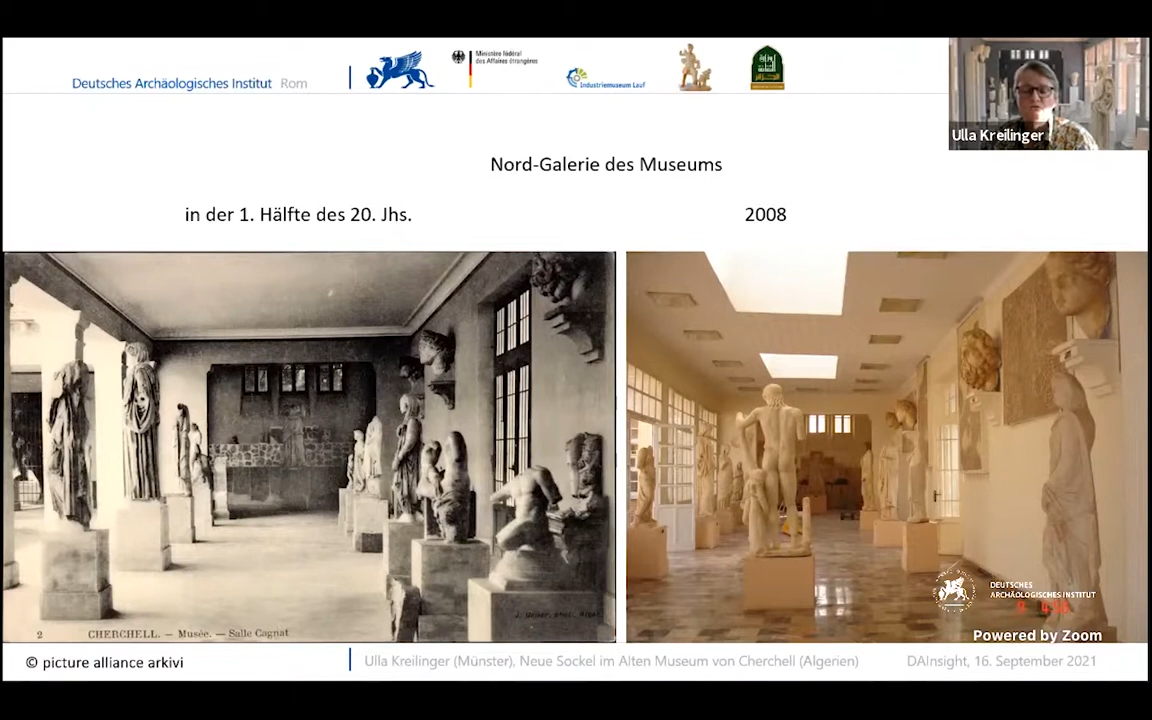 Deutsches Archäologisches Institut Rom
Ministère fédéral
des Affaires étrangères
Industriemuseum Lauf
Ulla Kreilinger
Nord-Galerie des Museums
in der 1. Hälfte des 20. Jhs.
2008
2 CHERCHELL. — Musée. — Salle Cagnat
DEUTSCHES
ARCHÄOLOGISCHES INSTITUT
Powered by Zoom
© picture alliance arkivi
Ulla Kreilinger (Münster), Neue Sockel im Alten Museum von Cherchell (Algerien)
DAInsight, 16. September 2021